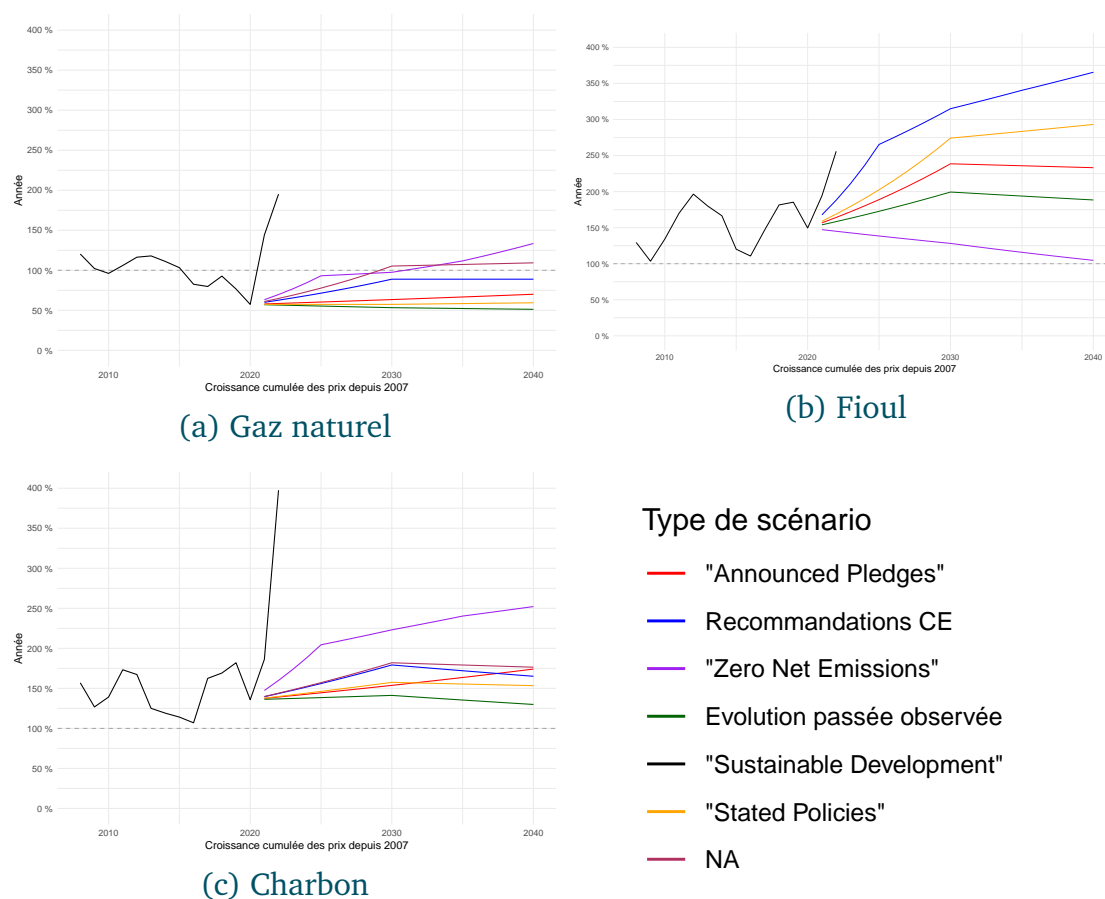 400 %
350 %
300 %
250 %
200 %
150 %
100 %
50 %
0 %
Année
2010
2020
2030
2040
Croissance cumulée des prix depuis 2007
(a) Gaz naturel
400 %
350 %
300 %
250 %
200 %
150 %
100 %
50 %
0 %
Année
2010
2020
2030
2040
Croissance cumulée des prix depuis 2007
(b) Fioul
400 %
350 %
300 %
250 %
200 %
150 %
100 %
50 %
0 %
Année
2010
2020
2030
2040
Croissance cumulée des prix depuis 2007
(c) Charbon
Type de scénario
"Announced Pledges"
Recommandations CE
"Zero Net Emissions"
Evolution passée observée
"Sustainable Development"
"Stated Policies"
NA